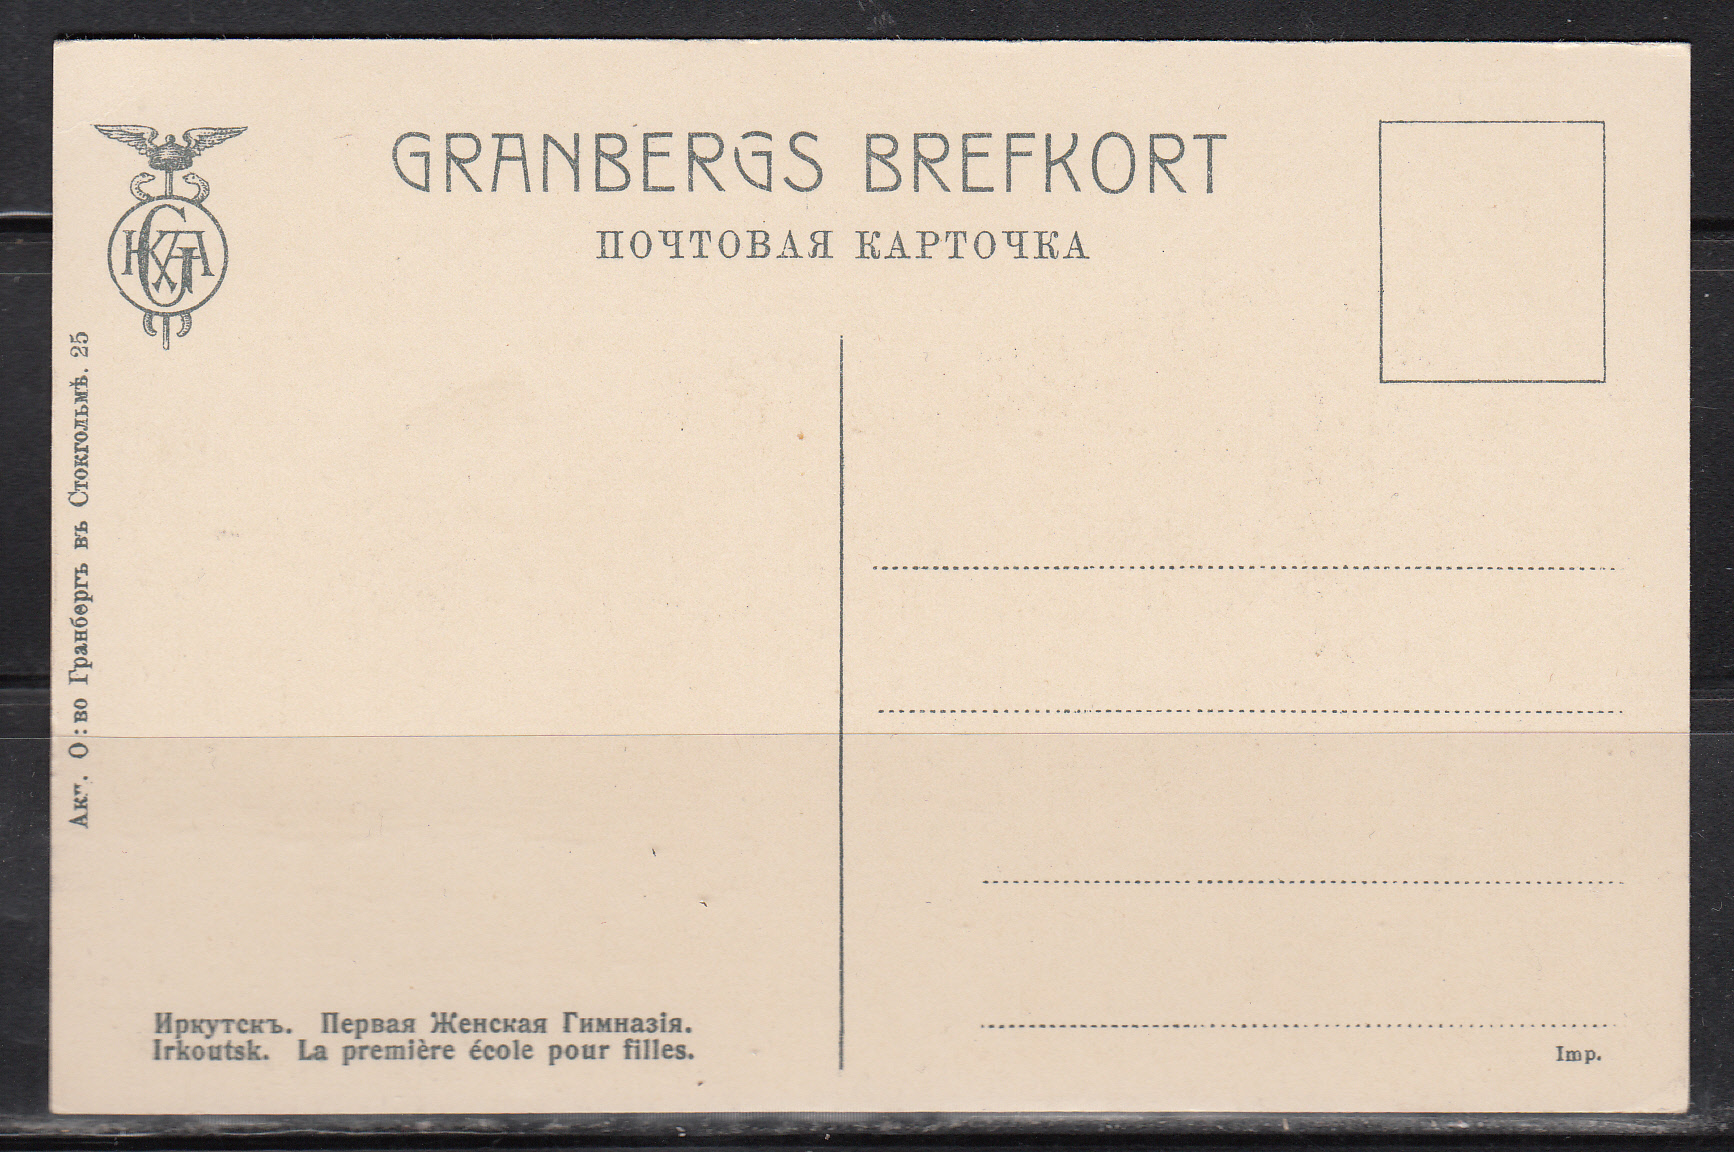 GRANBERGS BREFKORT
ПОЧТОВАЯ КАРТОЧКА
Акц. О:во Гранбергъ въ Стокгольмѣ. 25
Иркутскъ. Первая Женская Гимназія.
Irkoutsk. La première école pour filles.
Imp.